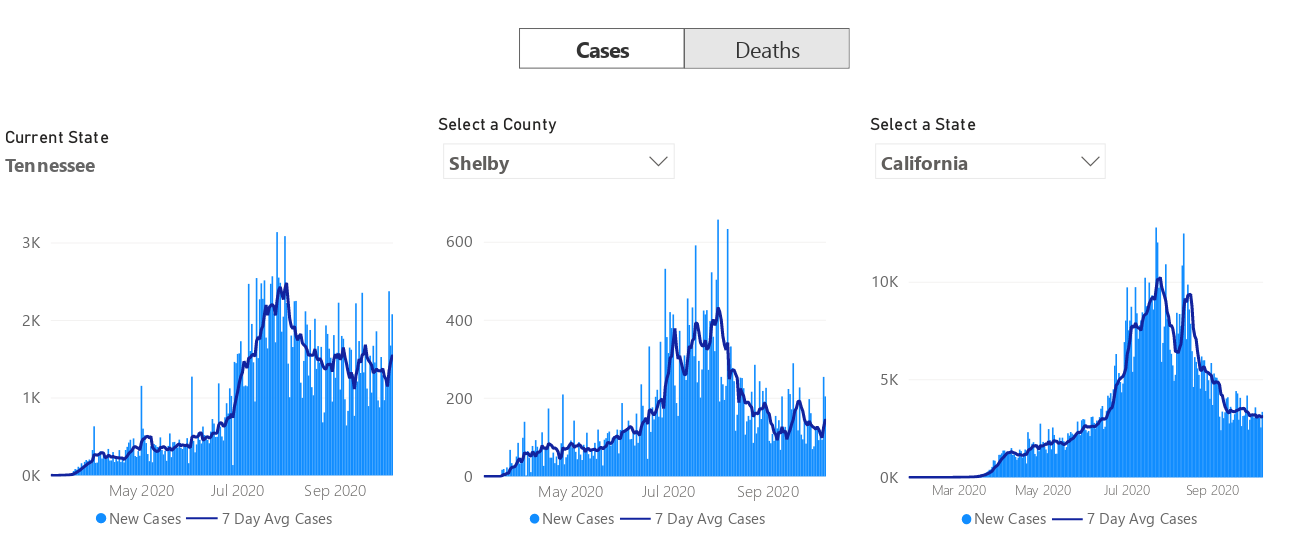 Cases Deaths
Current State
Tennessee
Select a County
Shelby
Select a State
California
3K
2K
1K
0K
May 2020 Jul 2020 Sep 2020
New Cases 7 Day Avg Cases
600
400
200
0
May 2020 Jul 2020 Sep 2020
New Cases 7 Day Avg Cases
10K
5K
0K
Mar 2020 May 2020 Jul 2020 Sep 2020
New Cases 7 Day Avg Cases